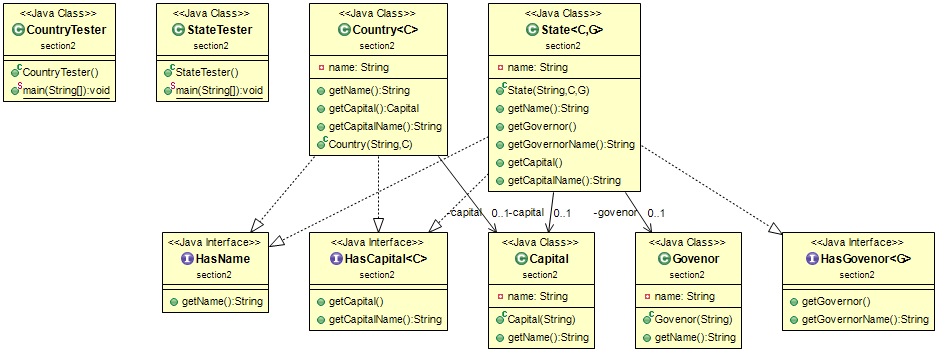 <<Java Class>>
CountryTester
section2
CountryTester()
main(String[]):void
<<Java Class>>
StateTester
section2
StateTester()
main(String[]):void
<<Java Class>>
Country<C>
section2
name: String
getName():String
getCapital():Capital
getCapitalName():String
Country(String,C)
<<Java Class>>
State<C,G>
section2
name: String
State(String,C,G)
getName():String
getGovernor()
getGovernorName():String
getCapital()
getCapitalName():String
-capital 0..1
-capital 0..1
-govenor 0..1
<<Java Interface>>
HasName
section2
getName():String
<<Java Interface>>
HasCapital<C>
section2
getCapital()
getCapitalName():String
<<Java Class>>
Capital
section2
name: String
Capital(String)
getName():String
<<Java Class>>
Govenor
section2
name: String
Govenor(String)
getName():String
<<Java Interface>>
HasGovenor<G>
section2
getGovernor()
getGovernorName():String